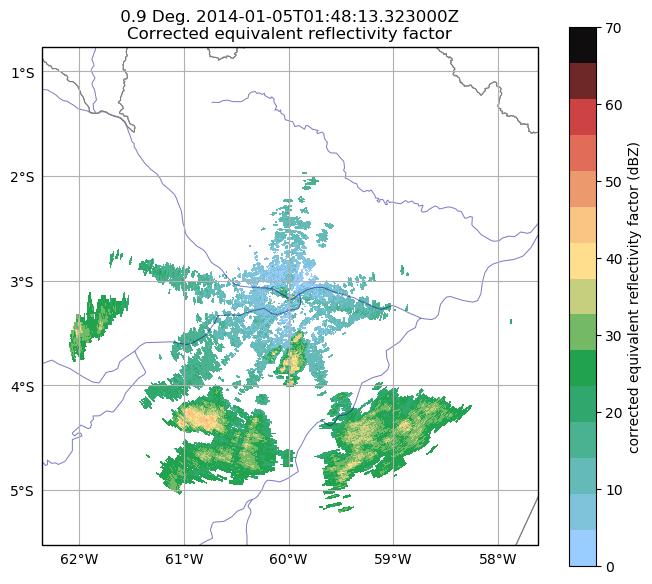 0.9 Deg. 2014-01-05T01:48:13.323000Z
Corrected equivalent reflectivity factor
1°S
2°S
3°S
4°S
5°S
62°W 61°W 60°W 59°W 58°W
70
60
50
40
30
20
10
0
corrected equivalent reflectivity factor (dBZ)